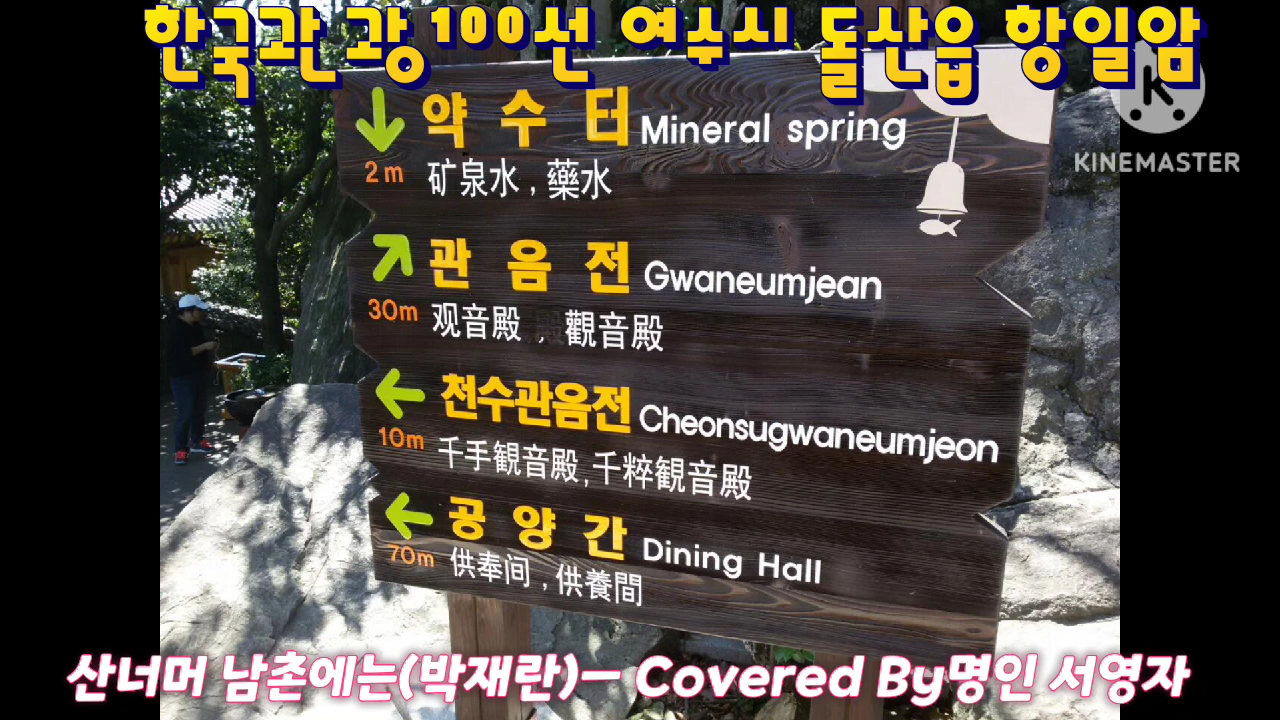 한국관광100선 여수시 돌산읍 항일암
KINEMASTER
약수터 Mineral spring
2m 矿泉水 , 藥水
관음전 Gwaneumjean
30m 观音殿 , 觀音殿
천수관음전 Cheonsugwaneumjeon
10m 千手観音殿, 千粹観音殿
공양간 Dining Hall
70m 供奉间 , 供養間
산너머 남촌에는(박재란)- Covered By명인 서영자